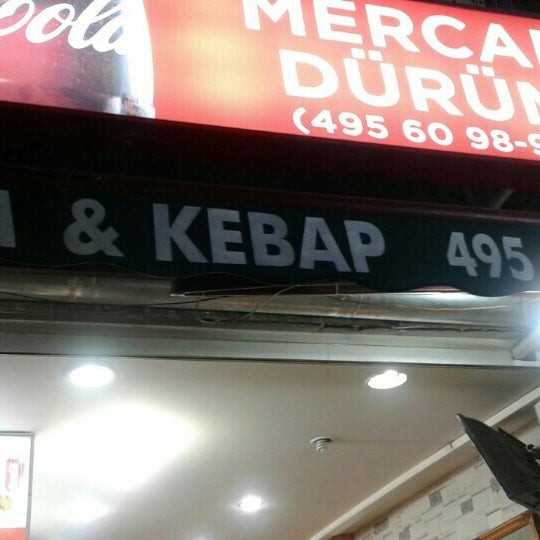 Cola
MERCAN
DÜRÜM
(495 60 98-9
& KEBAP 495